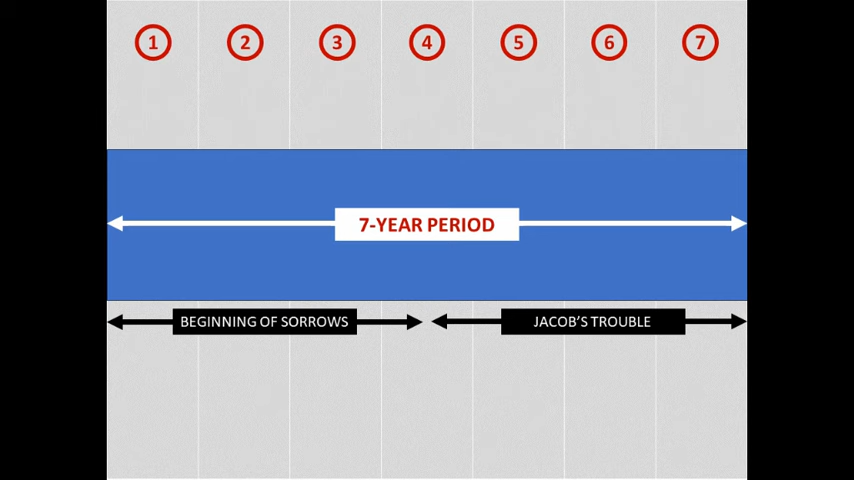 1 2 3 4 5 6 7
7-YEAR PERIOD
BEGINNING OF SORROWS
JACOB'S TROUBLE